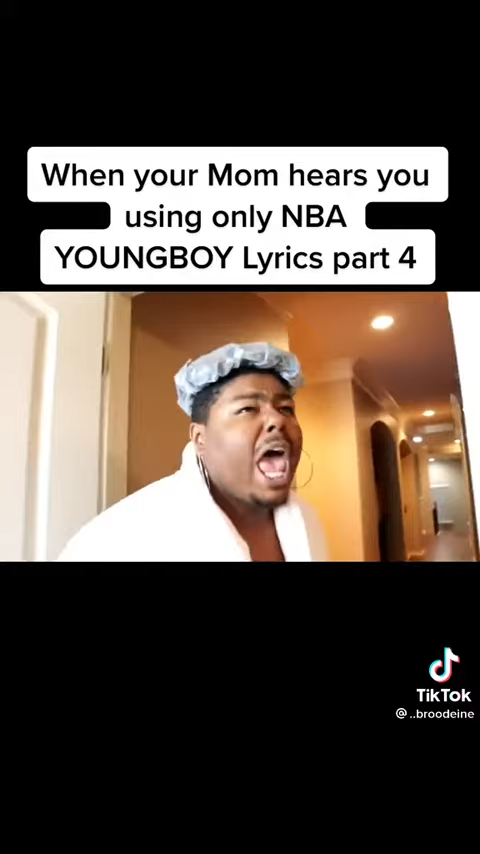 When your Mom hears you
using only NBA
YOUNGBOY Lyrics part 4
TikTok
@ ..broodeine